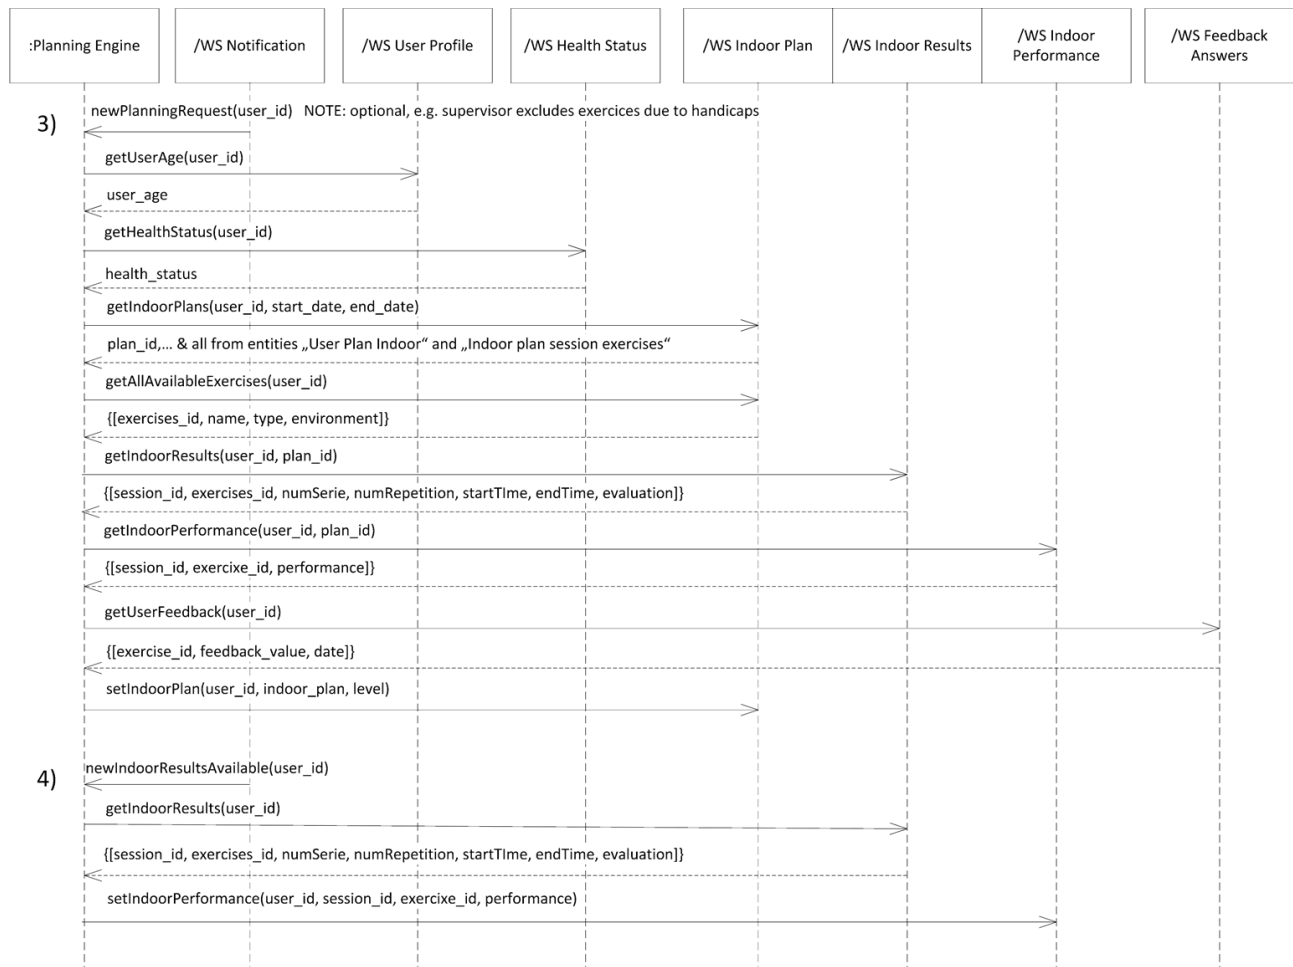 :Planning Engine
/WS Notification
/WS User Profile
/WS Health Status
/WS Indoor Plan
/WS Indoor Results
/WS Indoor
Performance
/WS Feedback
Answers
3)
newPlanningRequest(user_id) NOTE: optional, e.g. supervisor excludes exercices due to handicaps
getUserAge(user_id)
user_age
getHealthStatus(user_id)
health_status
getIndoorPlans(user_id, start_date, end_date)
plan_id,... & all from entities „User Plan Indoor“ and „Indoor plan session exercises“
getAllAvailableExercises(user_id)
{[exercises_id, name, type, environment]}
getIndoorResults(user_id, plan_id)
{[session_id, exercises_id, numSerie, numRepetition, startTIme, endTime, evaluation]}
getIndoorPerformance(user_id, plan_id)
{[session_id, exercixe_id, performance]}
getUserFeedback(user_id)
{[exercise_id, feedback_value, date]}
setIndoorPlan(user_id, indoor_plan, level)
4)
newIndoorResultsAvailable(user_id)
getIndoorResults(user_id)
{[session_id, exercises_id, numSerie, numRepetition, startTIme, endTime, evaluation]}
setIndoorPerformance(user_id, session_id, exercixe_id, performance)